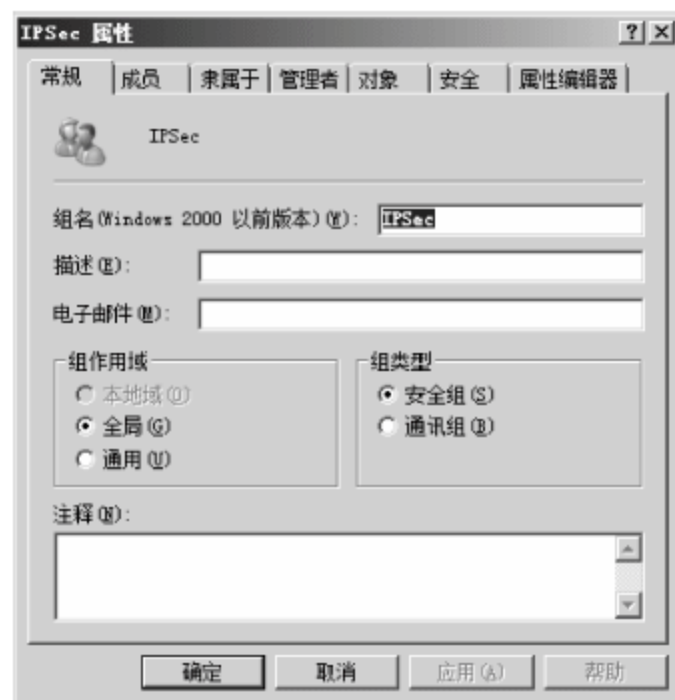 IPSec 属性
常规 成员 隶属于 管理者 对象 安全 属性编辑器
IPSec
组名(Windows 2000 以前版本)(W): IPSec
描述(E):
电子邮件(M):
组作用域 组类型
本地域(O) 安全组(S)
全局(G) 通讯组(B)
通用(U)
注释(N):
确定 取消 应用(A) 帮助